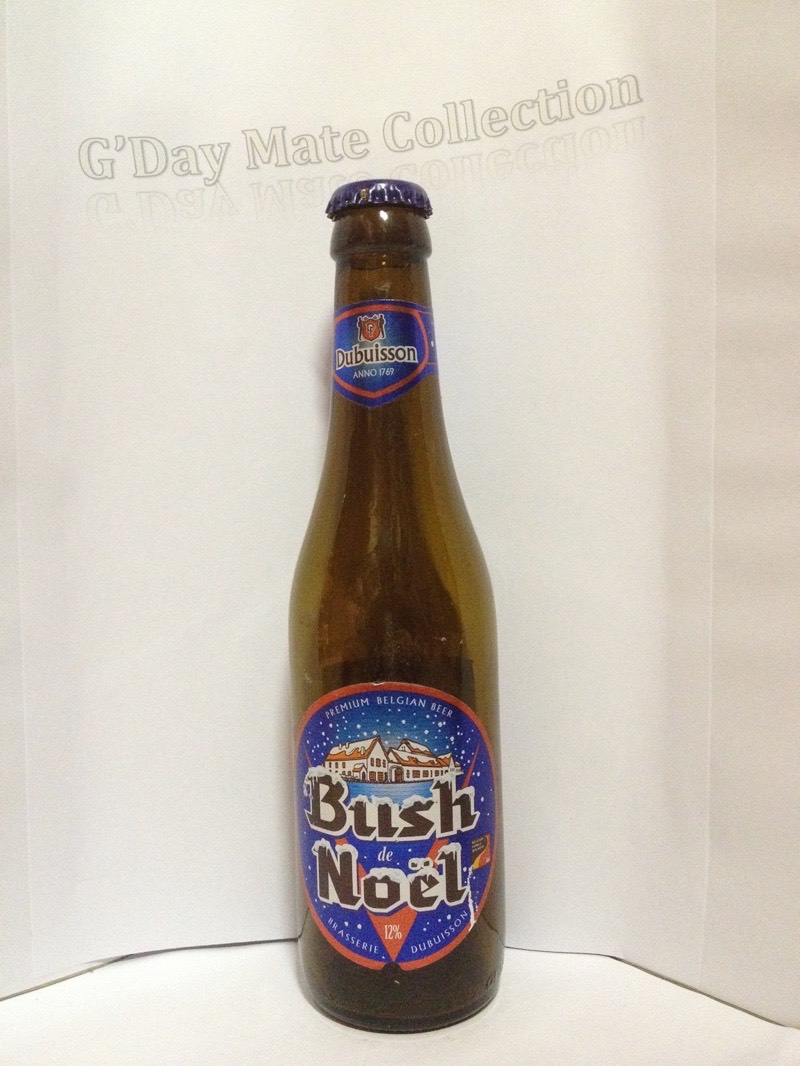 G'Day Mate Collection
Dubuisson
ANNO 1769
PREMIUM BELGIAN BEER
Bush
de
Noël
12%
BRASSERIE DUBUISSON